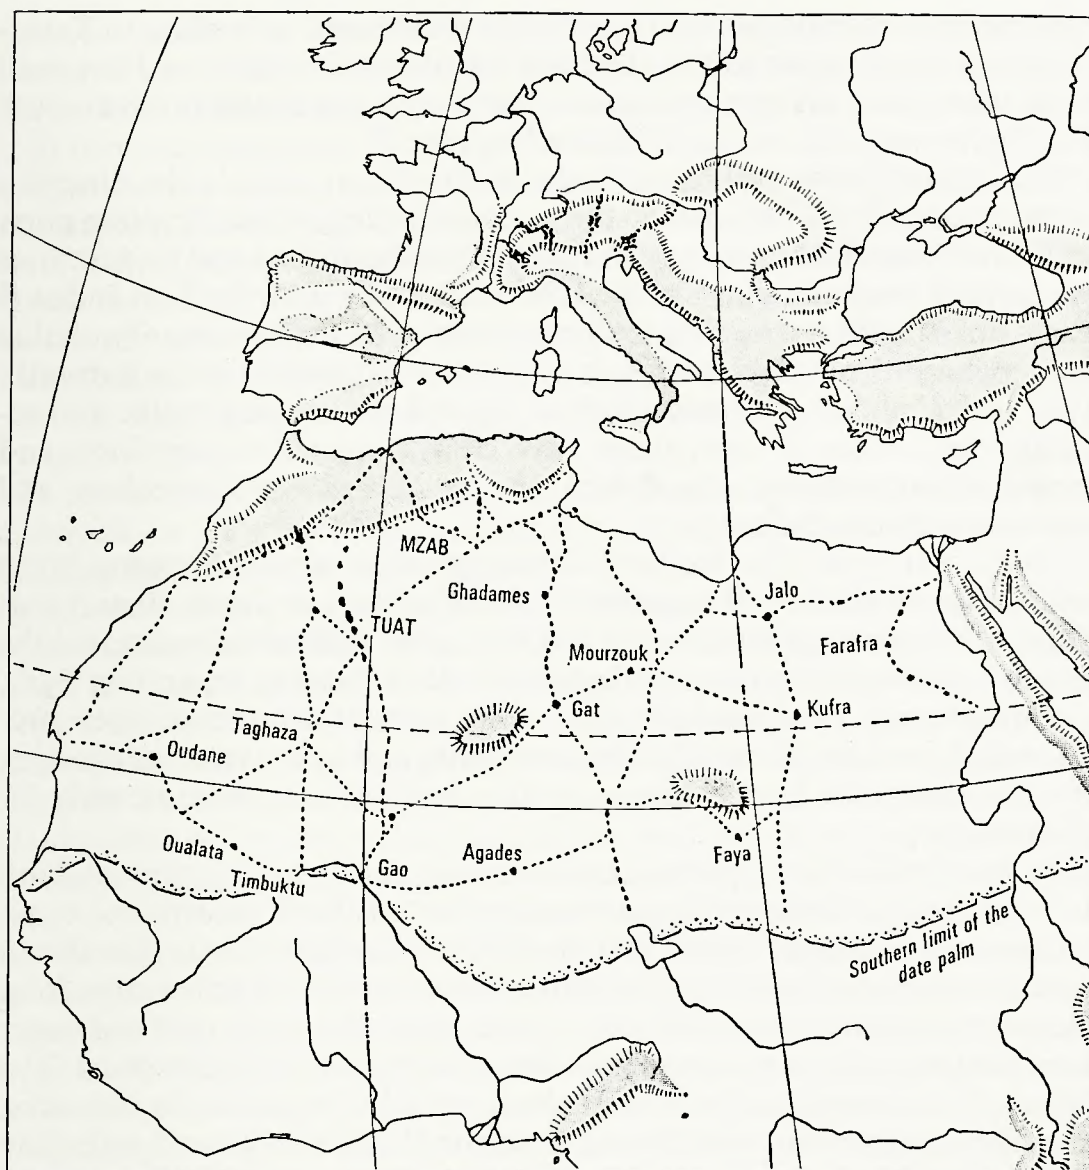 MZAB
Ghadames
Jalo
TUAT
Mourzouk
Farafra
Gat
Kufra
Taghaza
Oudane
Oualata
Timbuktu
Gao
Agades
Faya
Southern limit of the
date palm